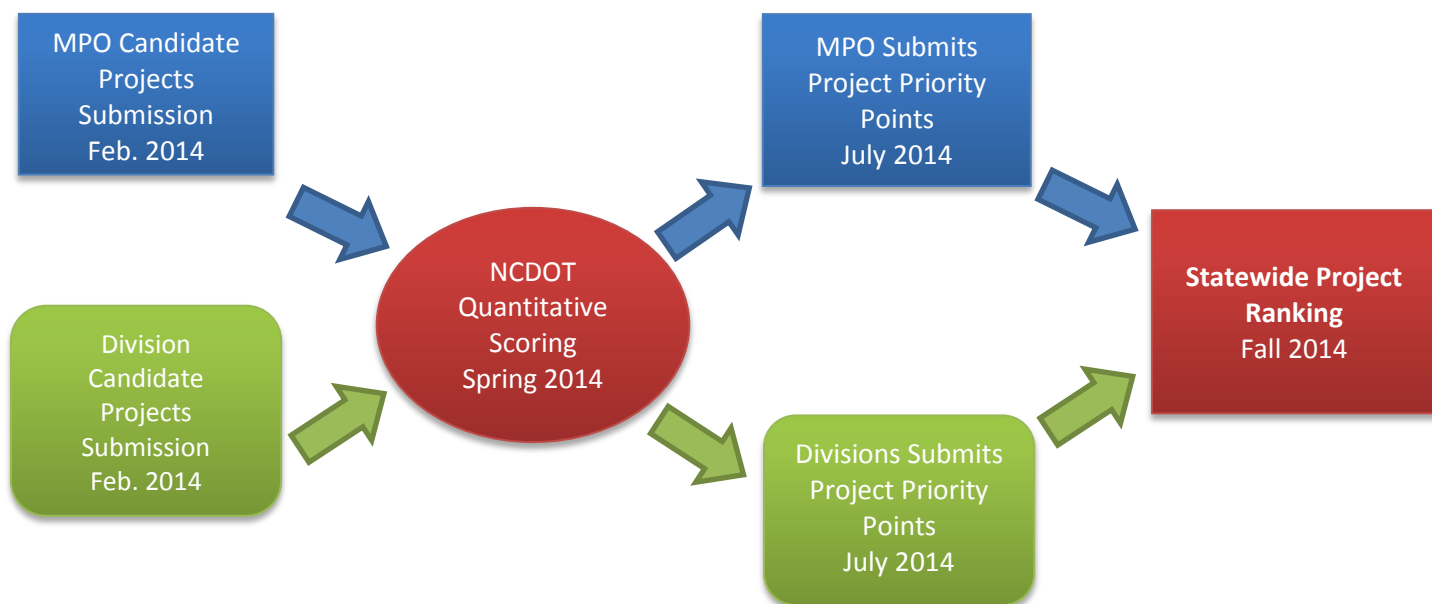 MPO Candidate
Projects
Submission
Feb. 2014
Division
Candidate
Projects
Submission
Feb. 2014
NCDOT
Quantitative
Scoring
Spring 2014
MPO Submits
Project Priority
Points
July 2014
Divisions Submits
Project Priority
Points
July 2014
Statewide Project
Ranking
Fall 2014